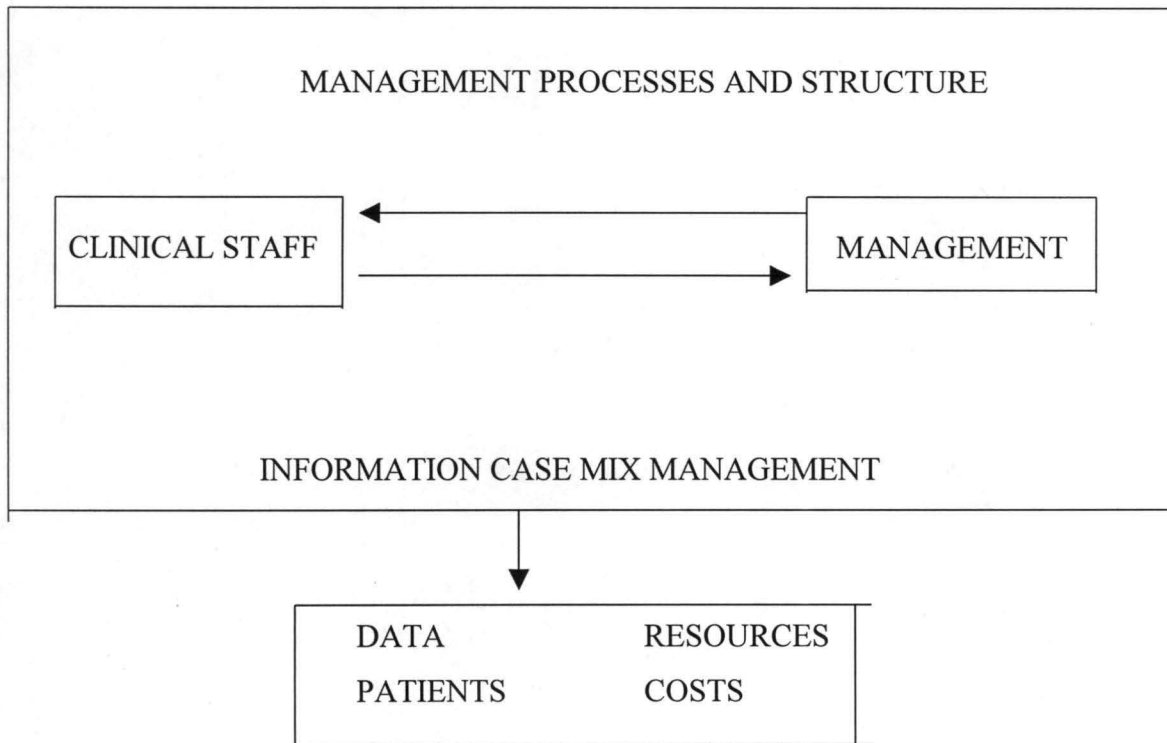 MANAGEMENT PROCESSES AND STRUCTURE
CLINICAL STAFF
MANAGEMENT
INFORMATION CASE MIX MANAGEMENT
DATA RESOURCES
PATIENTS COSTS